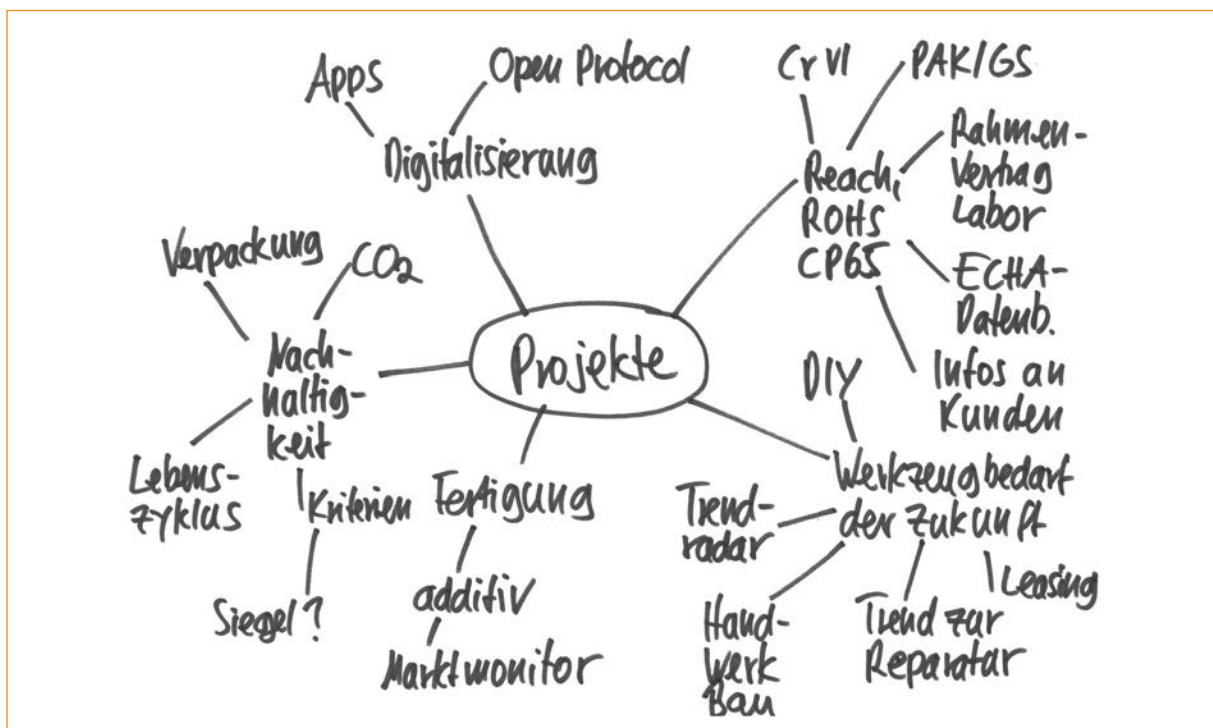 Apps
Open Protocol
Digitalisierung
Cr VI
PAK/GS
Reach,
ROHS
CP65
Rahmen-
Vertrag
Labor
ECHA-
Datenb.
Infos an
Kunden
Verpackung
CO2
Nach-
haltig-
keit
Lebens-
zyklus
Kriterien
Siegel?
Projekte
Fertigung
additiv
Marktmonitor
DIY
Werkzeugbedarf
der Zukunft
Trend-
radar
Hand-
werk
Bau
Trend zur
Reparatur
Leasing